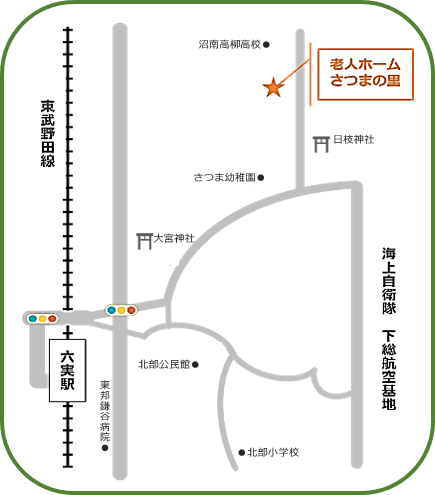 沼南高柳高校
老人ホーム
さつまの里
東武野田線
日枝神社
さつま幼稚園
大宮神社
海上自衛隊 下総航空基地
六実駅
北部公民館
東邦鎌谷病院
北部小学校